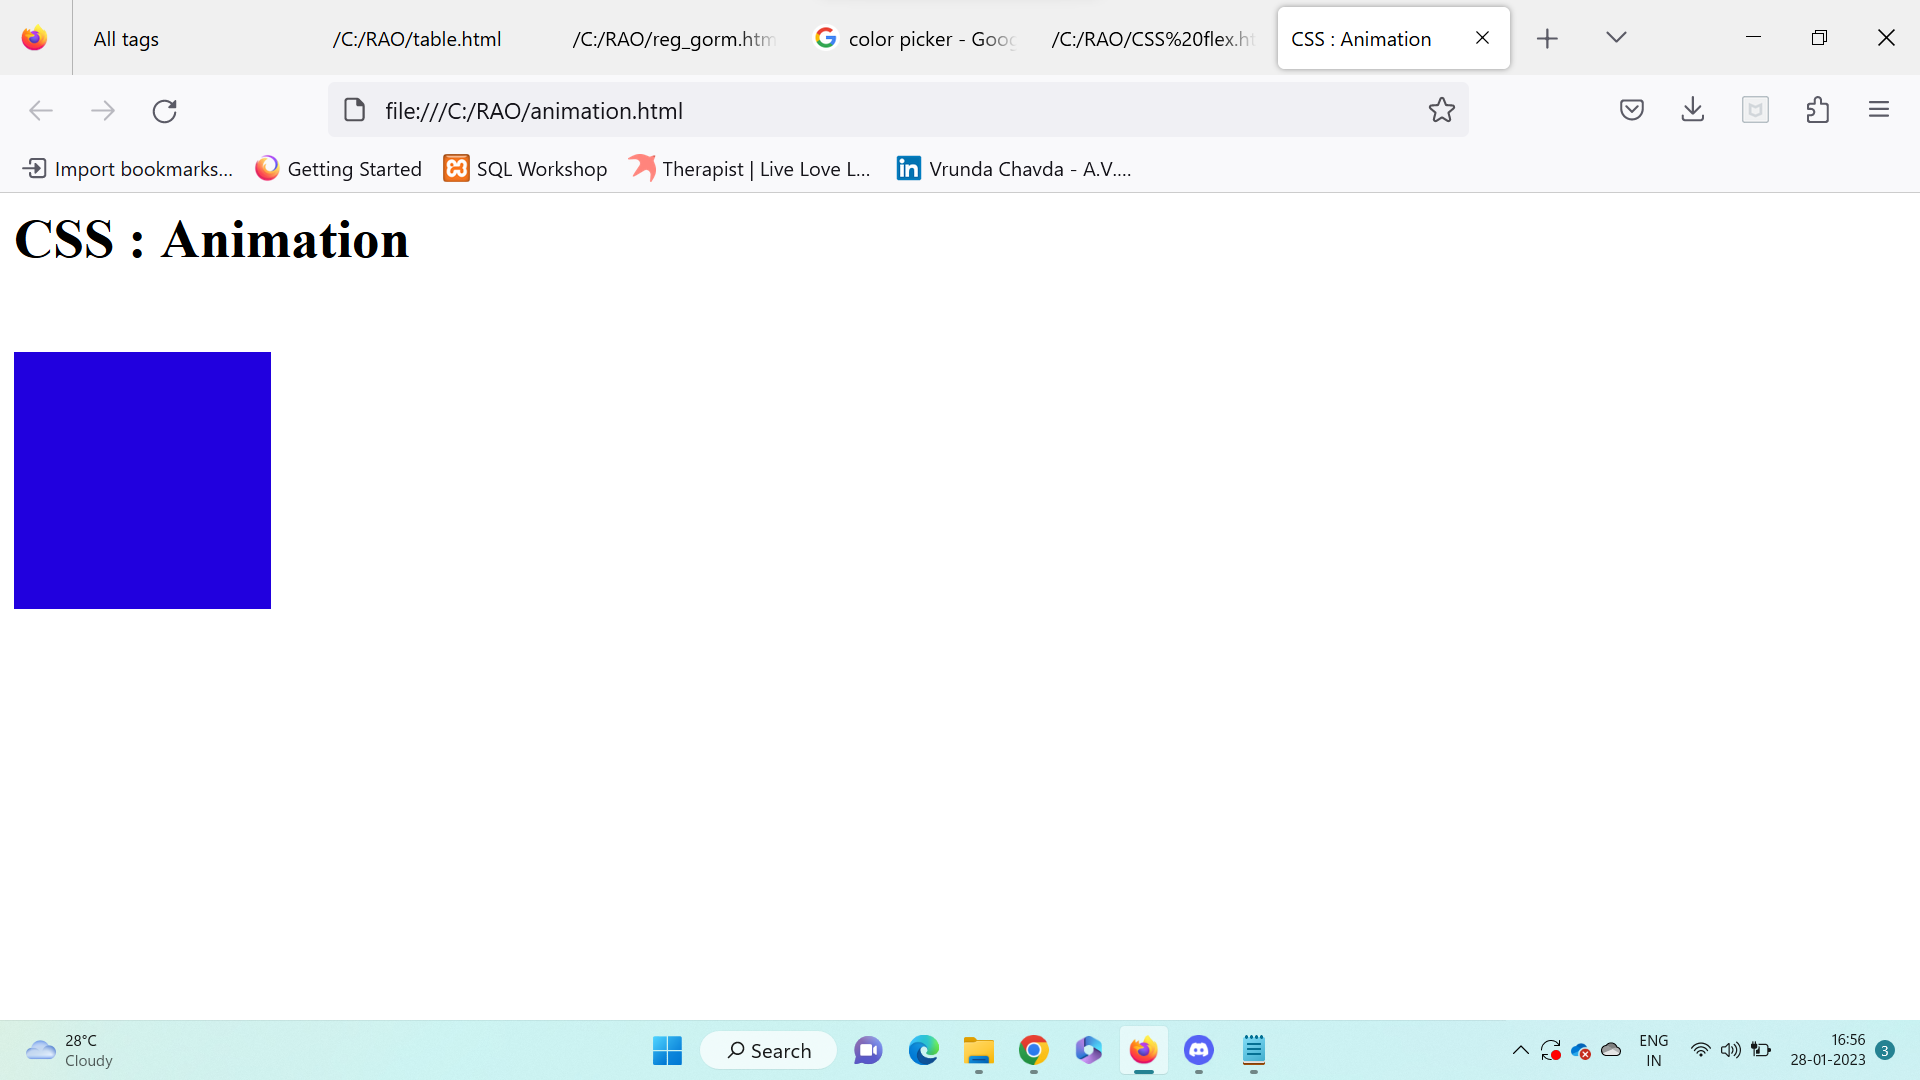 All tags
/C:/RAO/table.html
/C:/RAO/reg_gorm.htm
color picker - Goog
/C:/RAO/CSS%20flex.ht
CSS : Animation
file:///C:/RAO/animation.html
Import bookmarks...
Getting Started
SQL Workshop
Therapist | Live Love L...
Vrunda Chavda - A.V....
CSS : Animation
28°C
Cloudy
Search
ENG
IN
16:56
28-01-2023
3